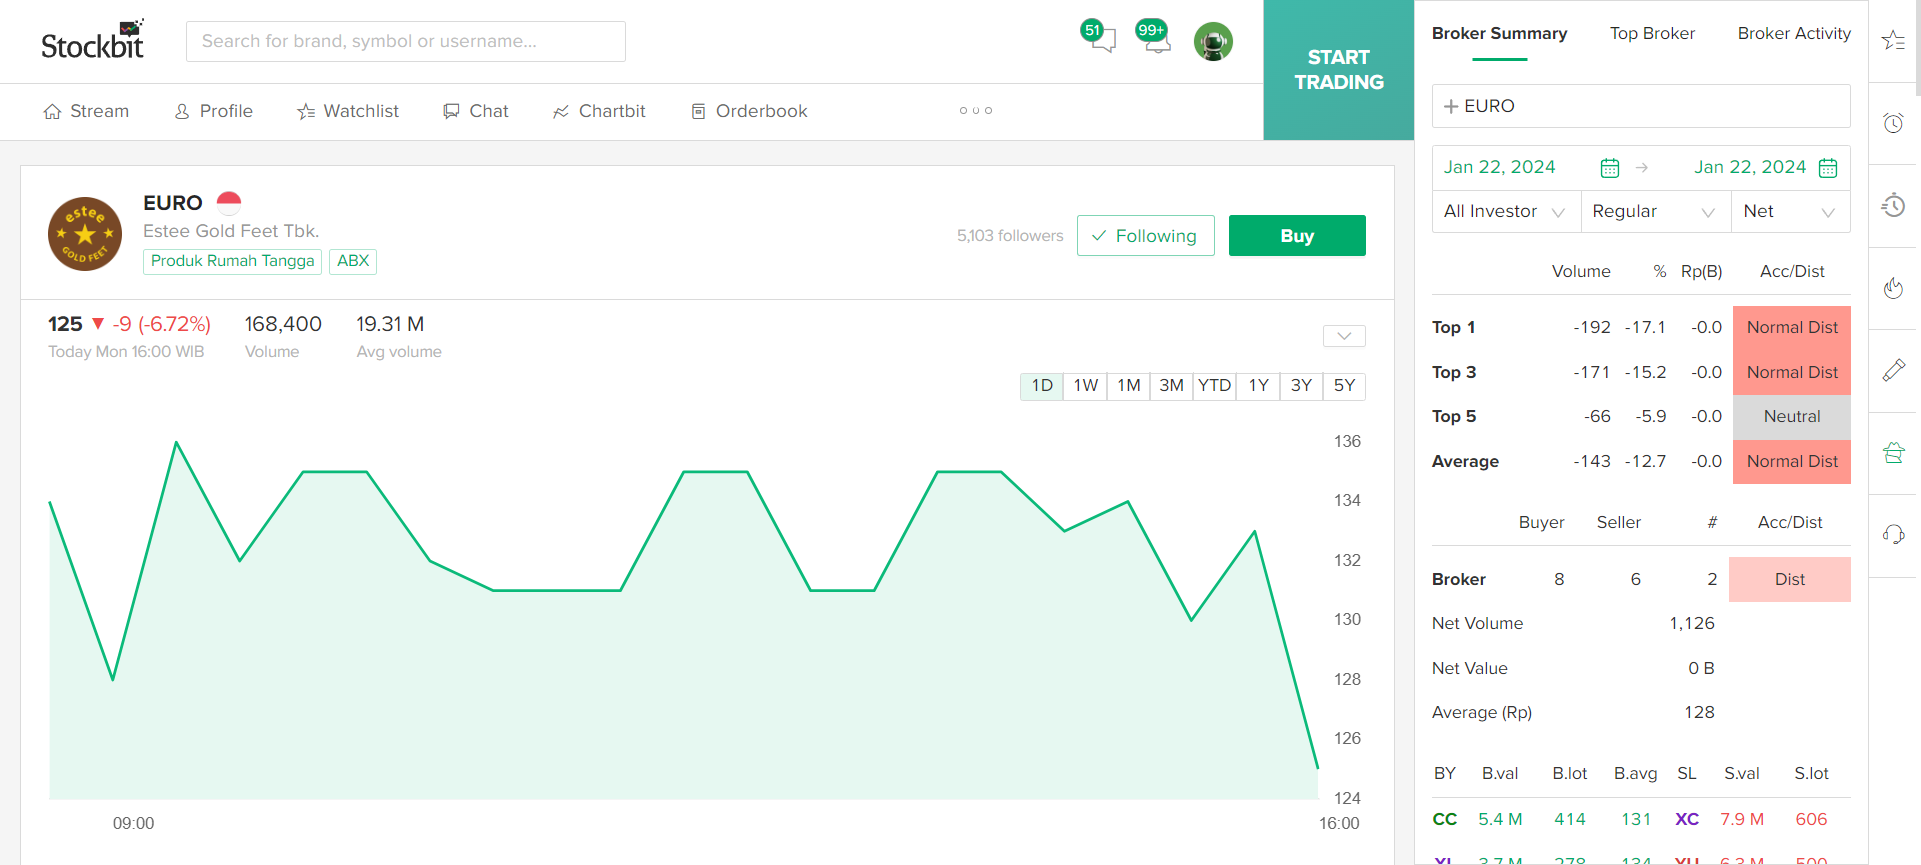 Stockbit
Search for brand, symbol or username...
51
99+
START
TRADING
Stream
Profile
Watchlist
Chat
Chartbit
Orderbook
estee
GOLD FEET
EURO
Estee Gold Feet Tbk.
Produk Rumah Tangga
ABX
5,103 followers
Following
Buy
125 ▼ -9 (-6.72%)
Today Mon 16:00 WIB
168,400
Volume
19.31 M
Avg volume
1D 1W 1M 3M YTD 1Y 3Y 5Y
136
134
132
130
128
126
124
09:00
16:00
Broker Summary Top Broker Broker Activity
+ EURO
Jan 22, 2024 → Jan 22, 2024
All Investor Regular Net
Volume % Rp(B) Acc/Dist
Top 1 -192 -17.1 -0.0 Normal Dist
Top 3 -171 -15.2 -0.0 Normal Dist
Top 5 -66 -5.9 -0.0 Neutral
Average -143 -12.7 -0.0 Normal Dist
Buyer Seller # Acc/Dist
Broker 8 6 2 Dist
Net Volume 1,126
Net Value 0 B
Average (Rp) 128
BY B.val B.lot B.avg SL S.val S.lot
CC 5.4 M 414 131 XC 7.9 M 606